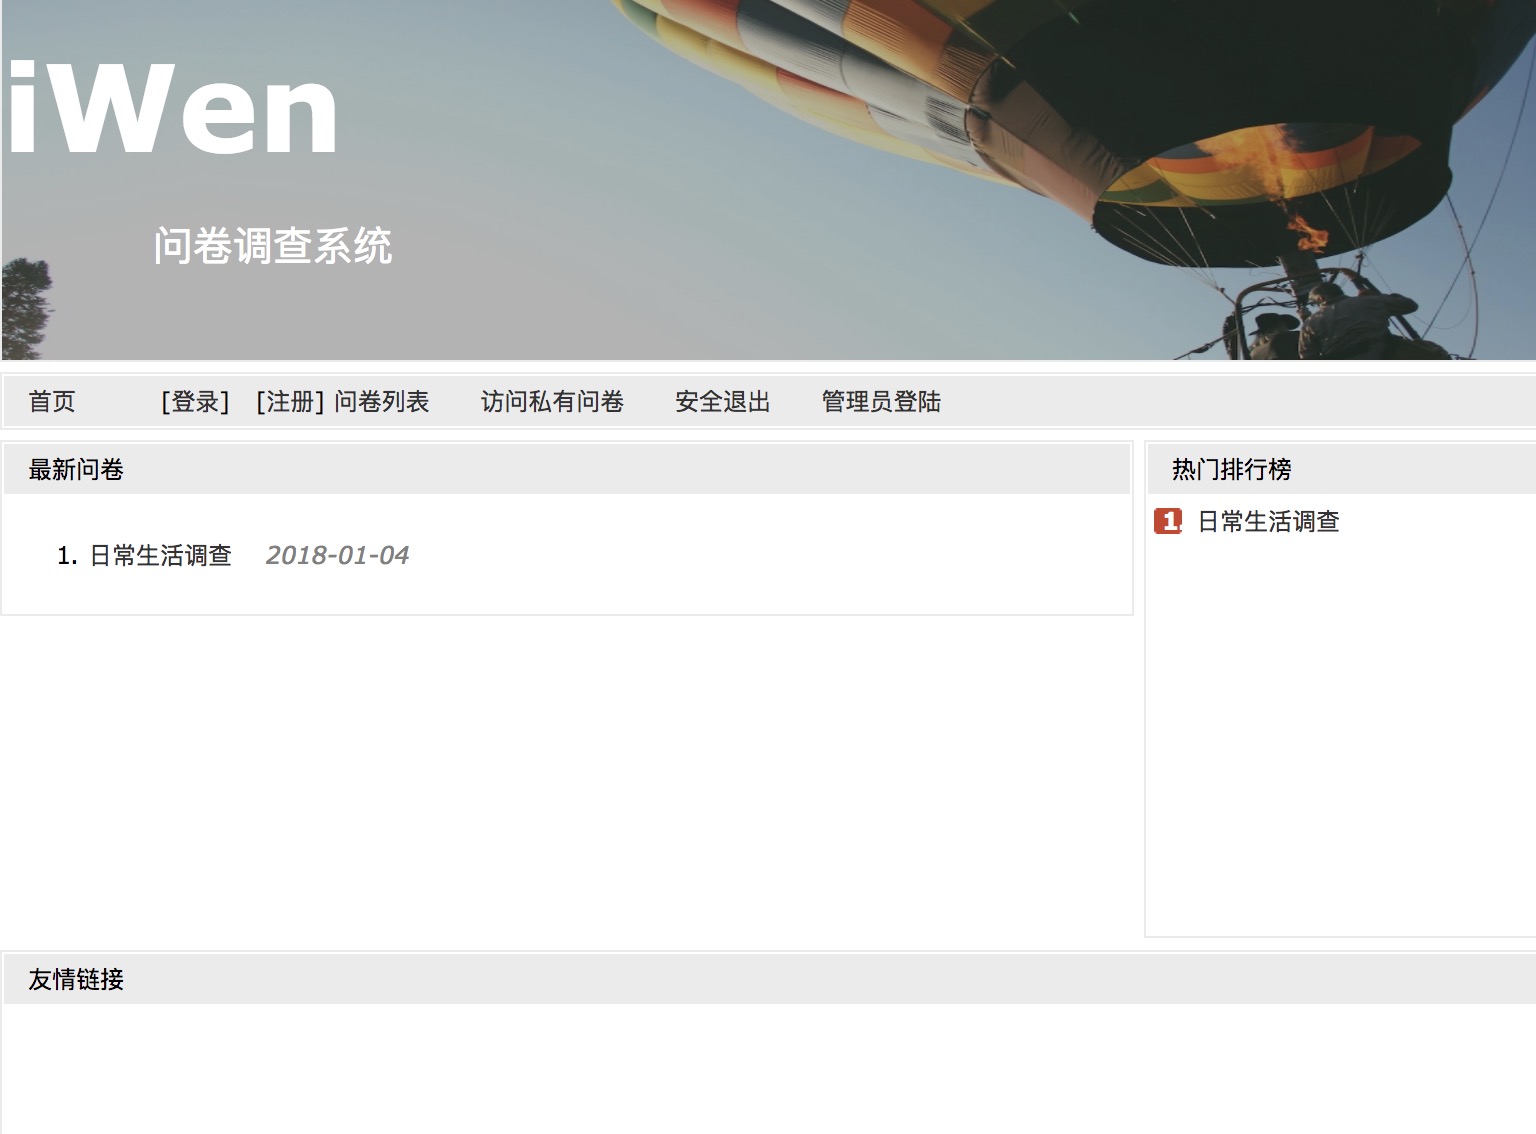 iWen
问卷调查系统
首页 [登录] [注册] 问卷列表 访问私有问卷 安全退出 管理员登陆
最新问卷
1. 日常生活调查 2018-01-04
热门排行榜
1. 日常生活调查
友情链接